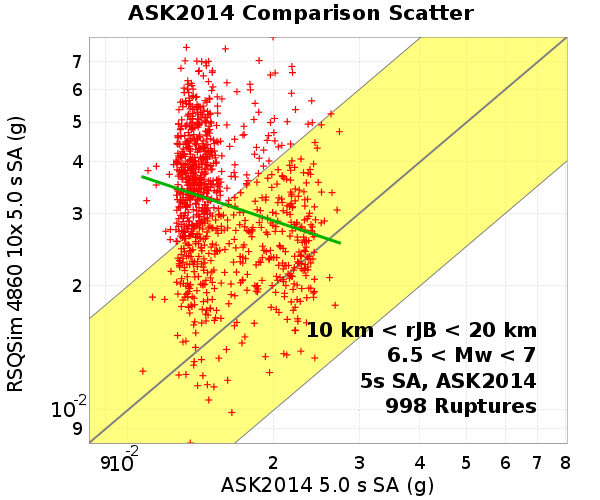 ASK2014 Comparison Scatter
RSQSim 4860 10x 5.0 s SA (g)
7
6
5
4
3
2
10-2
9
10 km < rJB < 20 km
6.5 < Mw < 7
5s SA, ASK2014
998 Ruptures
9 10-2 2 3 4 5 6 7 8
ASK2014 5.0 s SA (g)